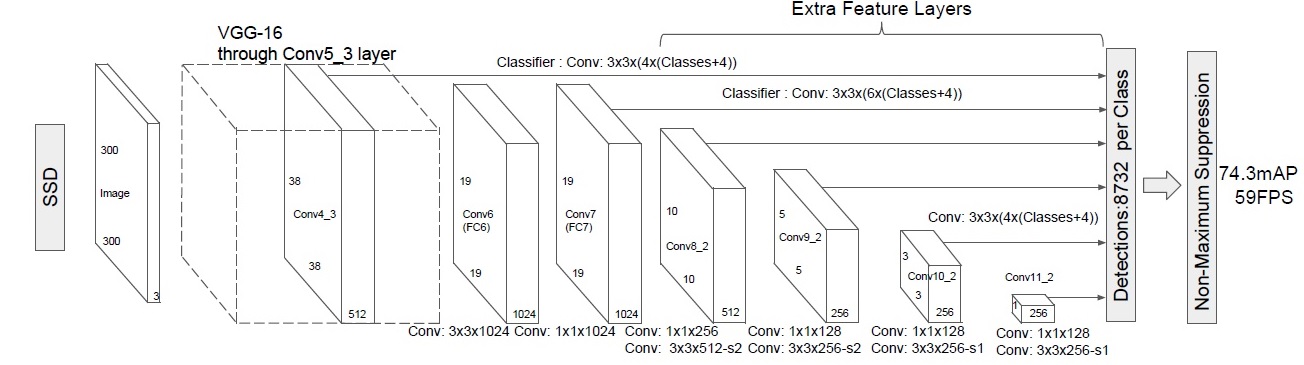 Extra Feature Layers
VGG-16
through Conv5_3 layer
Classifier : Conv: 3x3x(4x(Classes+4))
Classifier : Conv: 3x3x(6x(Classes+4))
SSD
300
Image
300
3
38
Conv4_3
38
512
19
Conv6
(FC6)
19
1024
19
Conv7
(FC7)
19
1024
10
Conv8_2
10
512
5
Conv9_2
5
256
Conv: 3x3x(4x(Classes+4))
3
Conv10_2
3
256
Conv11_2
1
256
Detections:8732 per Class
Non-Maximum Suppression
74.3mAP
59FPS
Conv: 3x3x1024
Conv: 1x1x1024
Conv: 1x1x256
Conv: 3x3x512-s2
Conv: 1x1x128
Conv: 3x3x256-s2
Conv: 1x1x128
Conv: 3x3x256-s1
Conv: 1x1x128
Conv: 3x3x256-s1